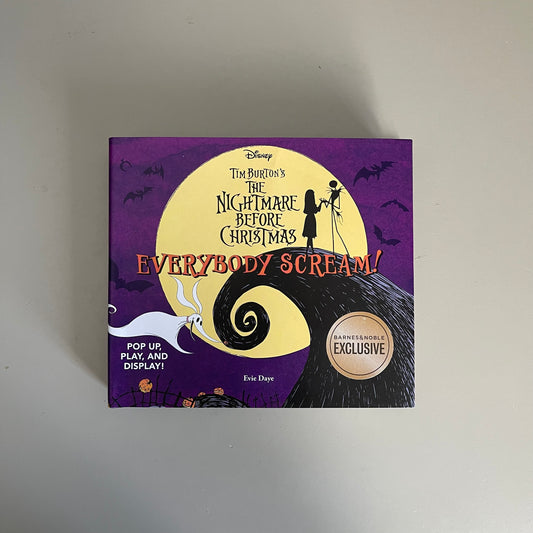 Disney
TIM BURTON'S
THE
NIGHTMARE
BEFORE
CHRISTMAS
EVERYBODY SCREAM!
POP UP,
PLAY, AND
DISPLAY!
BARNES&NOBLE
EXCLUSIVE
Evie Daye